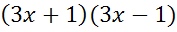 (3x + 1)(3x − 1)